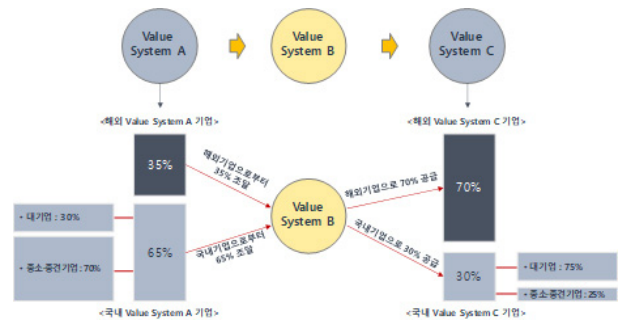 Value
System A
Value
System B
Value
System C
<해외 Value System A 기업>
<해외 Value System C 기업>
35%
해외기업으로부터
35% 조달
해외기업으로 70% 공급
70%
• 대기업 : 30%
• 중소·중견기업 : 70%
65%
국내기업으로부터
65% 조달
Value
System B
국내기업으로 30% 공급
30%
• 대기업 : 75%
• 중소·중견기업 : 25%
<국내 Value System A 기업>
<국내 Value System C 기업>